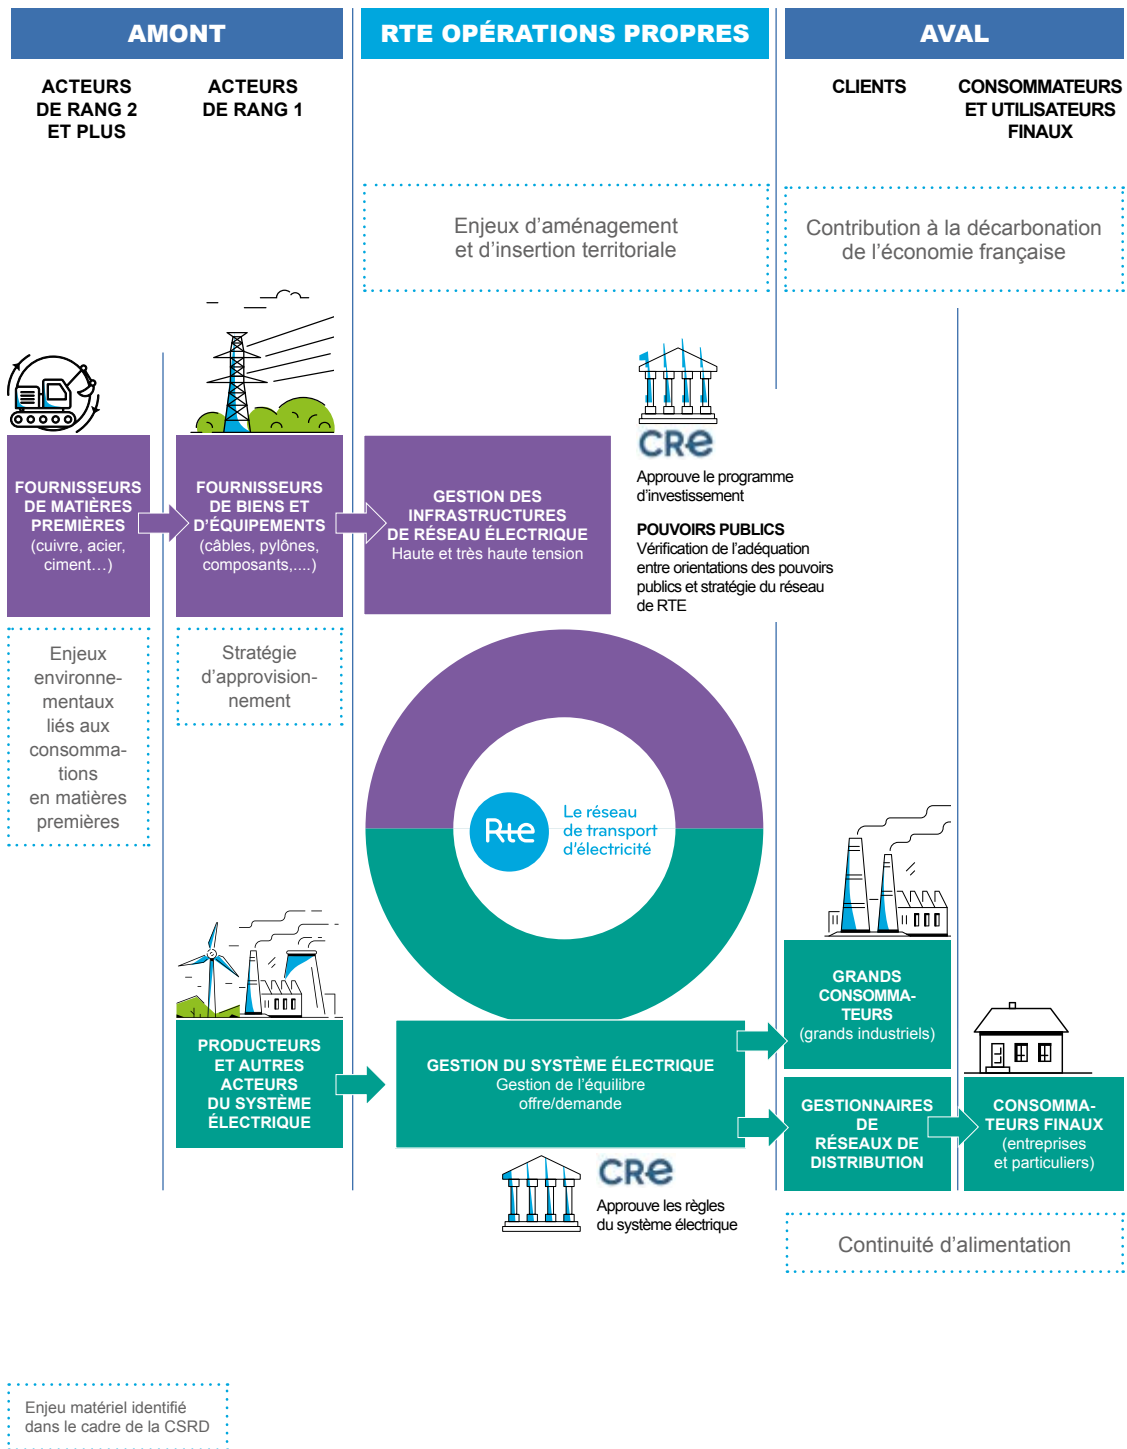 AMONT
RTE OPÉRATIONS PROPRES
AVAL
ACTEURS
DE RANG 2
ET PLUS
ACTEURS
DE RANG 1
CLIENTS
CONSOMMATEURS
ET UTILISATEURS
FINAUX
Enjeux d’aménagement
et d’insertion territoriale
Contribution à la décarbonation
de l’économie française
FOURNISSEURS
DE MATIÈRES
PREMIÈRES
(cuivre, acier,
ciment…)
FOURNISSEURS
DE BIENS ET
D’ÉQUIPEMENTS
(câbles, pylônes,
composants,....)
GESTION DES
INFRASTRUCTURES
DE RÉSEAU ÉLECTRIQUE
Haute et très haute tension
CRe
Approuve le programme
d’investissement
POUVOIRS PUBLICS
Vérification de l’adéquation
entre orientations des pouvoirs
publics et stratégie du réseau
de RTE
Enjeux
environne-
mentaux
liés aux
consomma-
tions
en matières
premières
Stratégie
d’approvision-
nement
Rte
Le réseau
de transport
d’électricité
PRODUCTEURS
ET AUTRES
ACTEURS
DU SYSTÈME
ÉLECTRIQUE
GESTION DU SYSTÈME ÉLECTRIQUE
Gestion de l’équilibre
offre/demande
GRANDS
CONSOMMA-
TEURS
(grands industriels)
GESTIONNAIRES
DE
RÉSEAUX DE
DISTRIBUTION
CONSOMMA-
TEURS FINAUX
(entreprises
et particuliers)
CRe
Approuve les règles
du système électrique
Continuité d’alimentation
Enjeu matériel identifié
dans le cadre de la CSRD